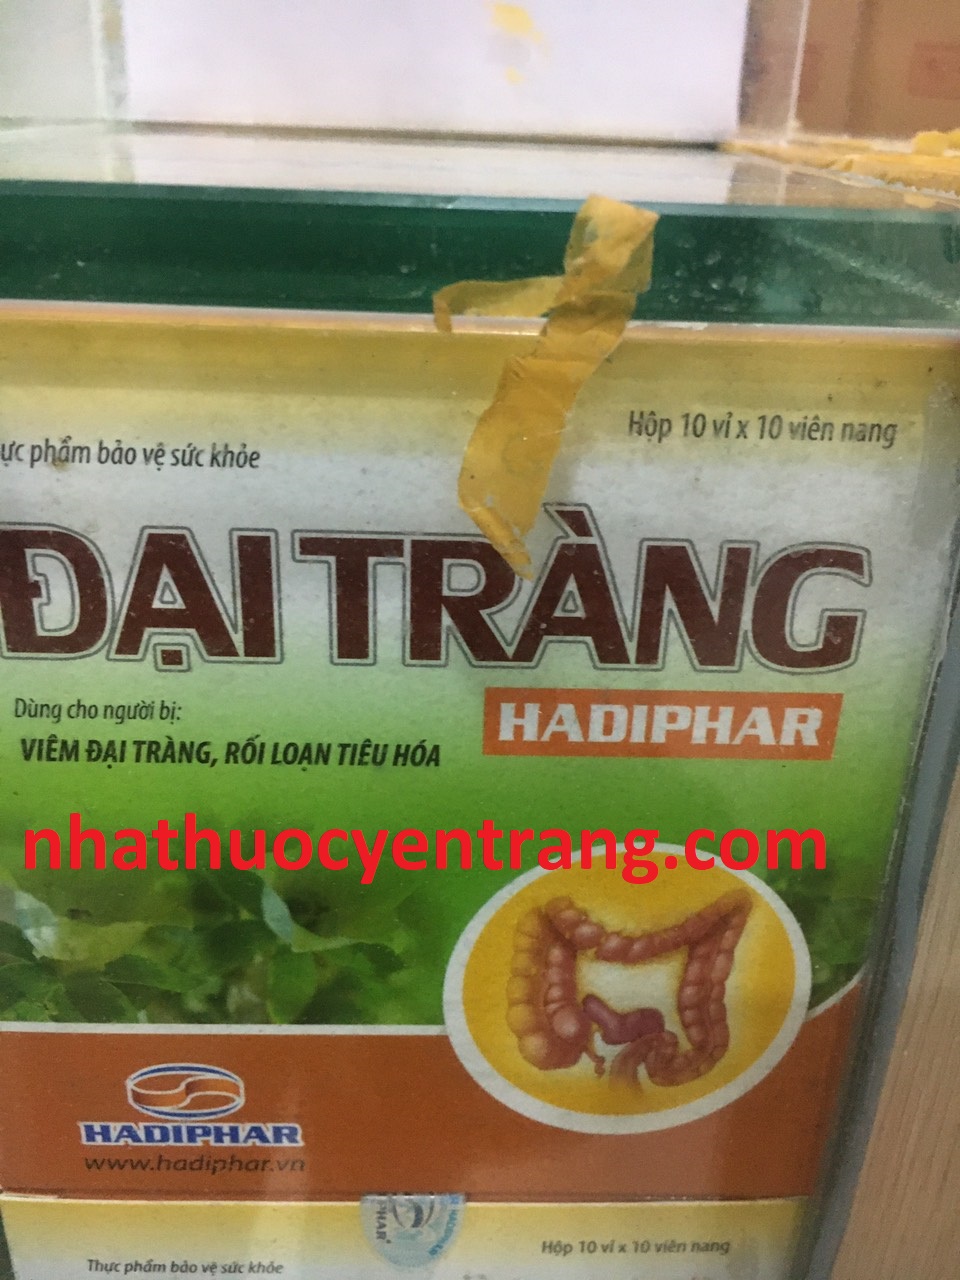 Hộp 10 vỉ x 10 viên nang
phẩm bảo vệ sức khỏe
ĐẠI TRÀNG
HADIPHAR
Dùng cho người bị:
VIÊM ĐẠI TRÀNG, RỐI LOẠN TIÊU HÓA
nhathuocyentrang.com
HADIPHAR
www.hadiphar.vn
Hộp 10 vỉ x 10 viên nang
Thực phẩm bảo vệ sức khỏe